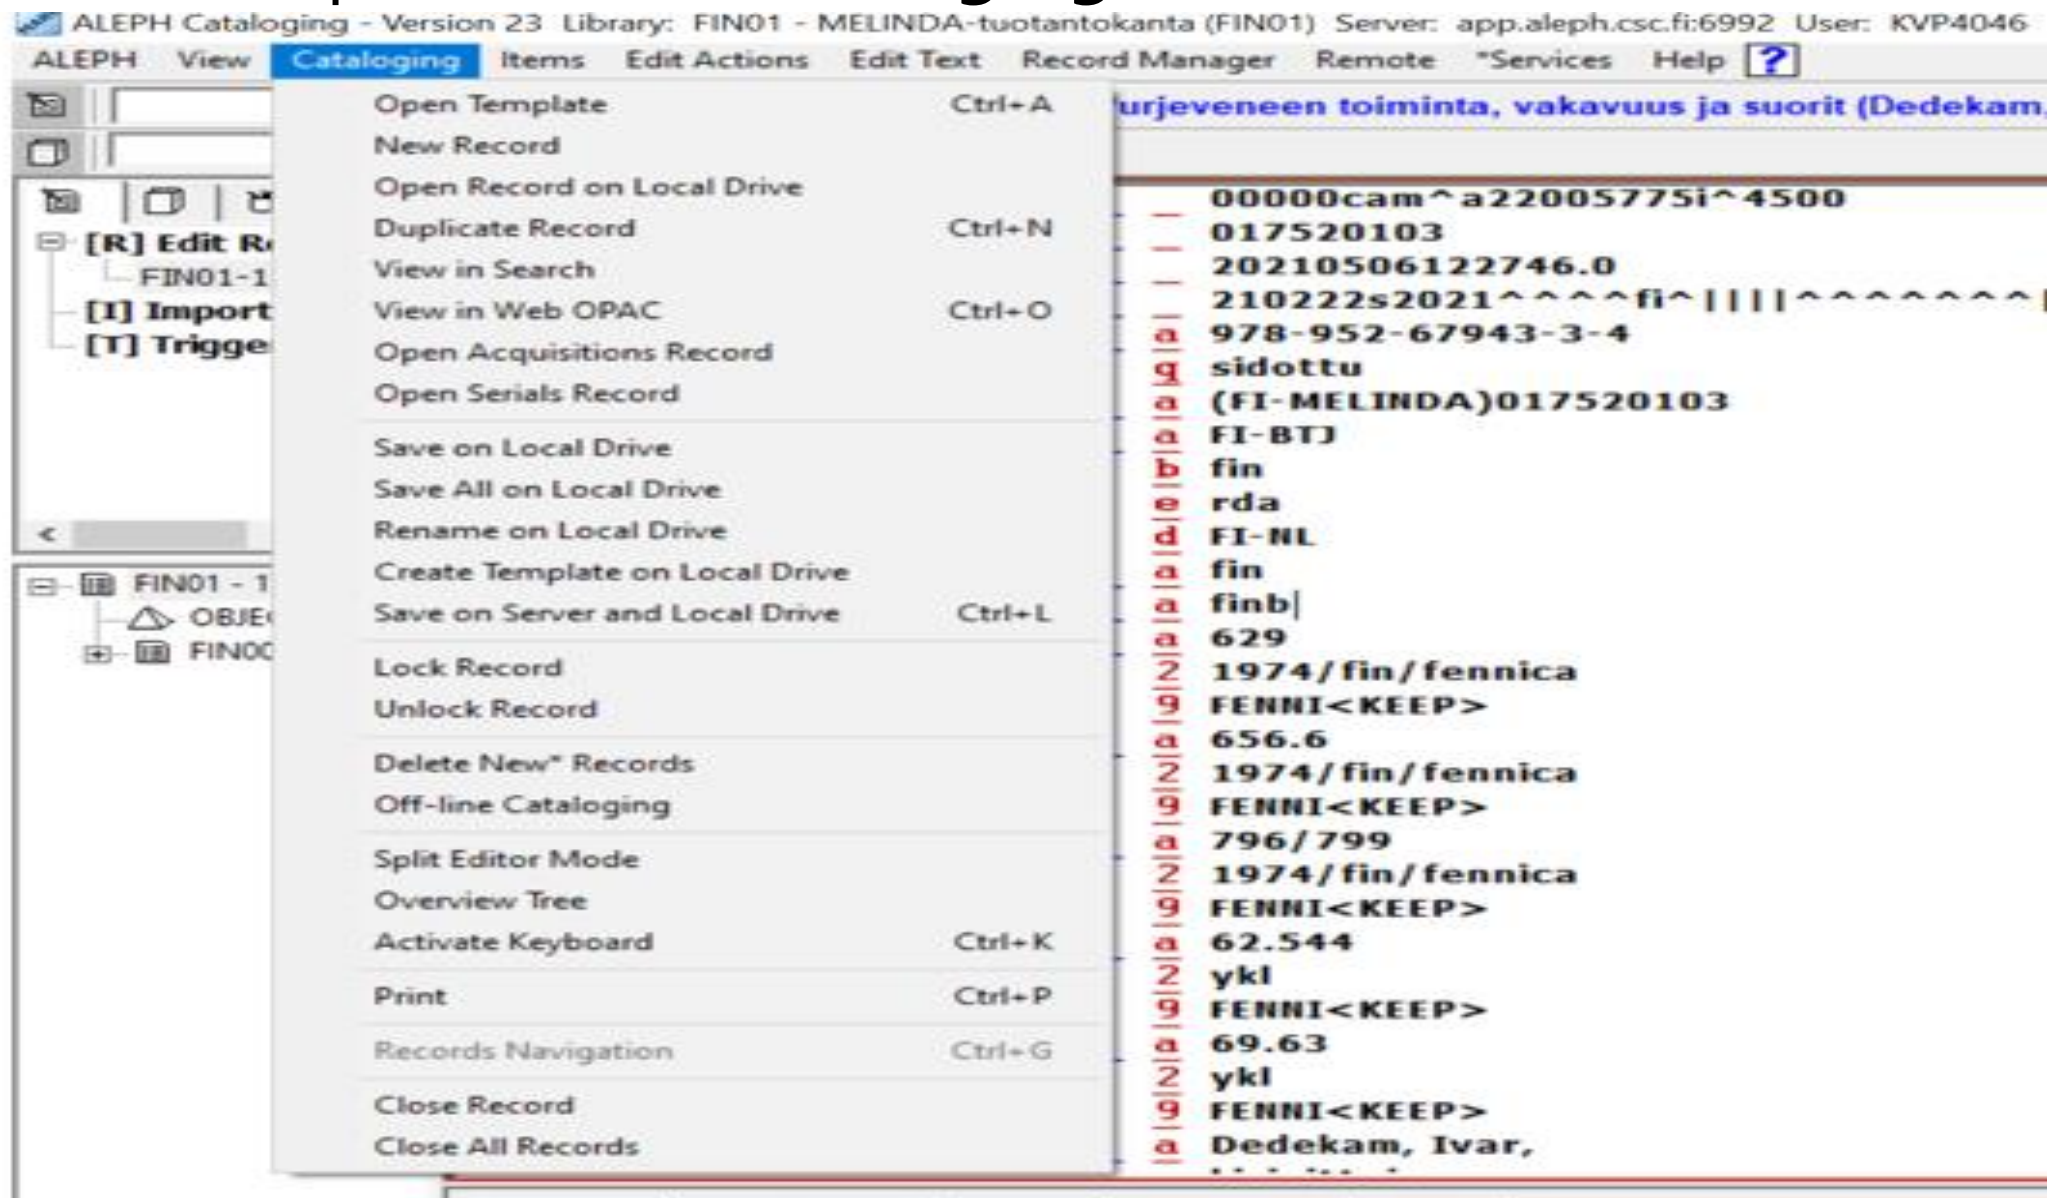 ALEPH Cataloging - Version 23 Library: FIN01 - MELINDA-tuotantokanta (FIN01) Server: app.aleph.csc.fi:6992 User: KVP4046
ALEPH View Cataloging Items Edit Actions Edit Text Record Manager Remote *Services Help ?
urjeveneen toiminta, vakavuus ja suorit (Dedekam,
[R] Edit Re
FIN01-1
[I] Import
[T] Trigge
FIN01 - 1
OBJE
FIN00
Open Template Ctrl+A
New Record
Open Record on Local Drive
Duplicate Record Ctrl+N
View in Search
View in Web OPAC Ctrl+O
Open Acquisitions Record
Open Serials Record
Save on Local Drive
Save All on Local Drive
Rename on Local Drive
Create Template on Local Drive
Save on Server and Local Drive Ctrl+L
Lock Record
Unlock Record
Delete New* Records
Off-line Cataloging
Split Editor Mode
Overview Tree
Activate Keyboard Ctrl+K
Print Ctrl+P
Records Navigation Ctrl+G
Close Record
Close All Records
00000cam^a22005775i^4500
017520103
20210506122746.0
210222s2021^^^^fi^||||^^^^^^^^|
a 978-952-67943-3-4
q sidottu
a (FI-MELINDA)017520103
a FI-BTJ
b fin
e rda
d FI-NL
a fin
a finb
a 629
2 1974/fin/fennica
9 FENNI<KEEP>
a 656.6
2 1974/fin/fennica
9 FENNI<KEEP>
a 796/799
2 1974/fin/fennica
9 FENNI<KEEP>
a 62.544
2 ykl
9 FENNI<KEEP>
a 69.63
2 ykl
9 FENNI<KEEP>
a Dedekam, Ivar,